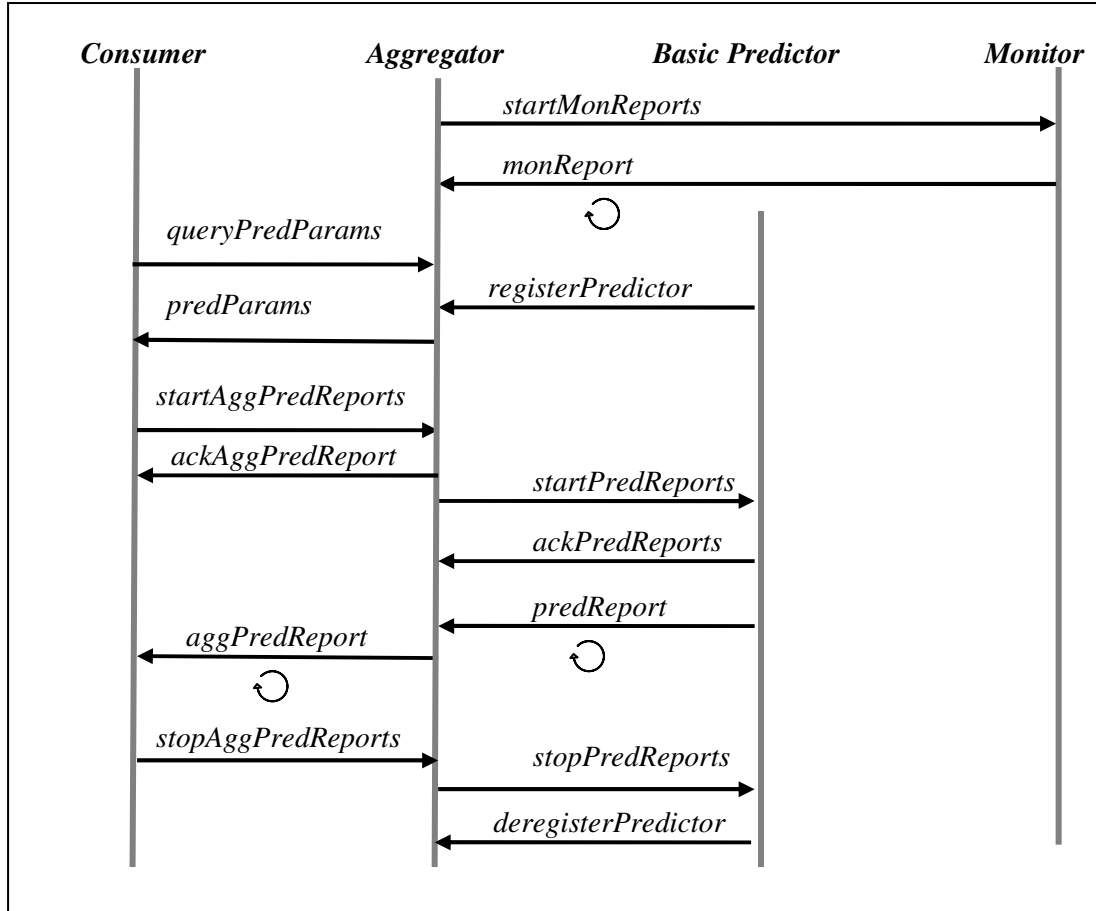 Consumer Aggregator Basic Predictor Monitor
startMonReports
monReport
queryPredParams
registerPredictor
predParams
startAggPredReports
ackAggPredReport
startPredReports
ackPredReports
predReport
aggPredReport
stopAggPredReports
stopPredReports
deregisterPredictor